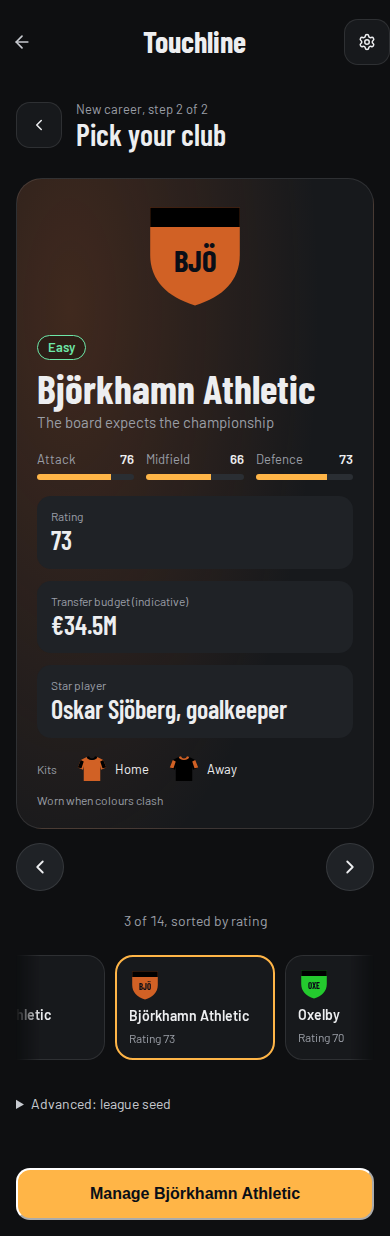 Touchline
New career, step 2 of 2
Pick your club
BJÖ
Easy
Björkhamn Athletic
The board expects the championship
Attack 76 Midfield 66 Defence 73
Rating
73
Transfer budget (indicative)
€34.5M
Star player
Oskar Sjöberg, goalkeeper
Kits Home Away
Worn when colours clash
3 of 14, sorted by rating
BJÖ OXE
hletic Björkhamn Athletic Oxelby
Rating 73 Rating 70
Advanced: league seed
Manage Björkhamn Athletic